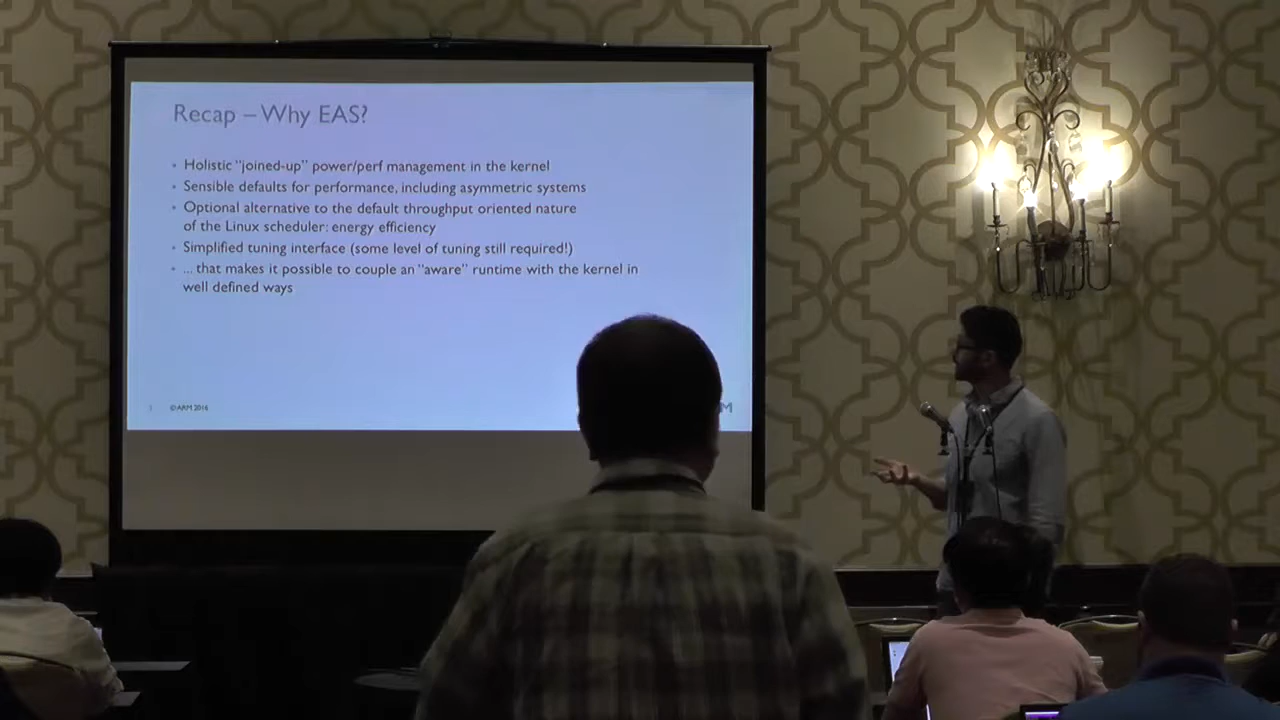 Recap – Why EAS?
• Holistic "joined-up" power/perf management in the kernel
• Sensible defaults for performance, including asymmetric systems
• Optional alternative to the default throughput oriented nature
of the Linux scheduler: energy efficiency
• Simplified tuning interface (some level of tuning still required!)
• ... that makes it possible to couple an "aware" runtime with the kernel in
well defined ways
©ARM 2016